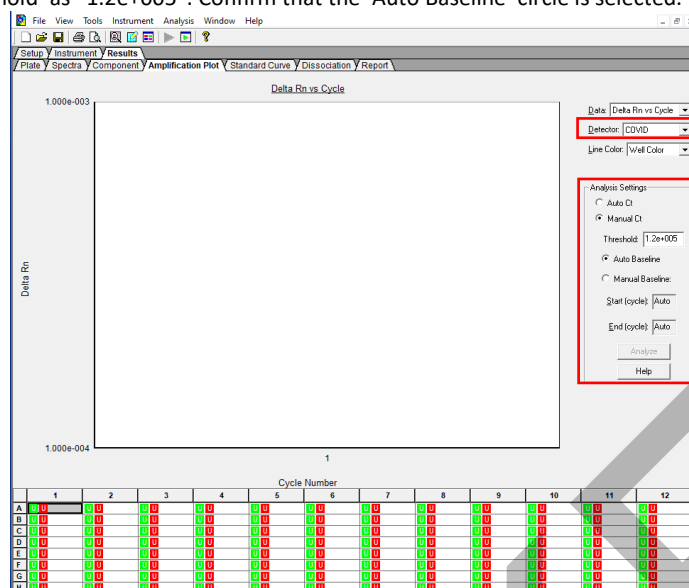 hold' as "1.2e+005". Confirm that the 'Auto Baseline' circle is selected.
File View Tools Instrument Analysis Window Help
Setup Instrument Results
Plate Spectra Component Amplification Plot Standard Curve Dissociation Report
Delta Rn vs Cycle
1.000e-003
Data: Delta Rn vs Cycle
Detector: COVID
Line Color: Well Color
Analysis Settings
Auto Ct
Manual Ct
Threshold: 1.2e+005
Auto Baseline
Manual Baseline:
Start (cycle): Auto
End (cycle): Auto
Analyze
Help
Delta Rn
1.000e-004
1
Cycle Number
1 2 3 4 5 6 7 8 9 10 11 12
A U U U U U U U U U U U U U U U U U U U U U U U U
B U U U U U U U U U U U U U U U U U U U U U U U U
C U U U U U U U U U U U U U U U U U U U U U U U U
D U U U U U U U U U U U U U U U U U U U U U U U U
E U U U U U U U U U U U U U U U U U U U U U U U U
F U U U U U U U U U U U U U U U U U U U U U U U U
G U U U U U U U U U U U U U U U U U U U U U U U U
H U U U U U U U U U U U U U U U U U U U U U U U U